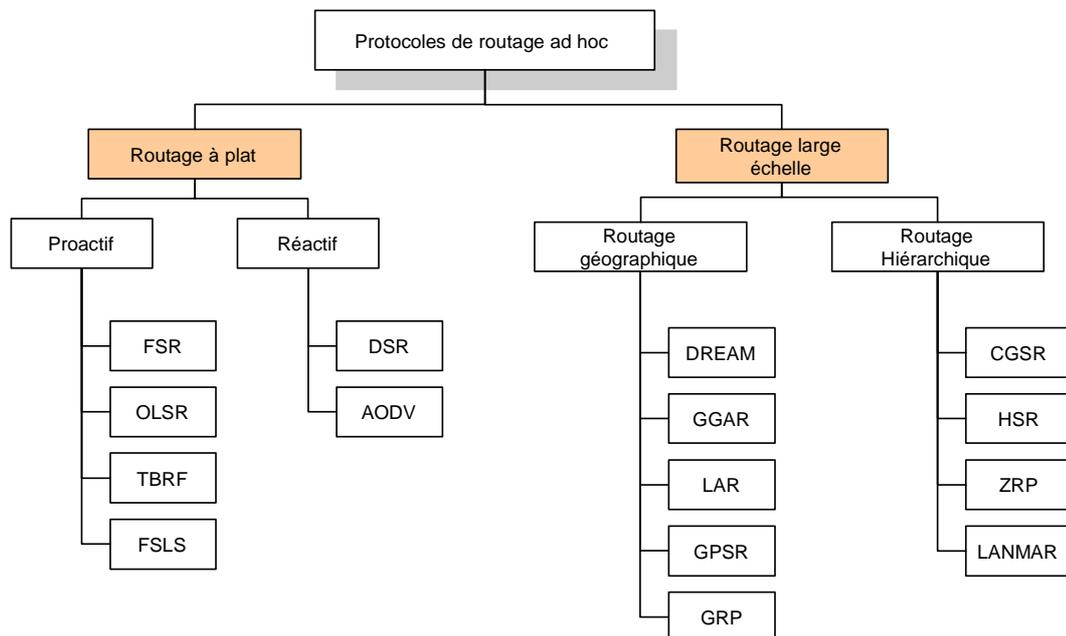 Protocoles de routage ad hoc
Routage à plat
Routage large
échelle
Proactif
Réactif
Routage
géographique
Routage
Hiérarchique
FSR
OLSR
TBRF
FSLS
DSR
AODV
DREAM
GGAR
LAR
GPSR
GRP
CGSR
HSR
ZRP
LANMAR